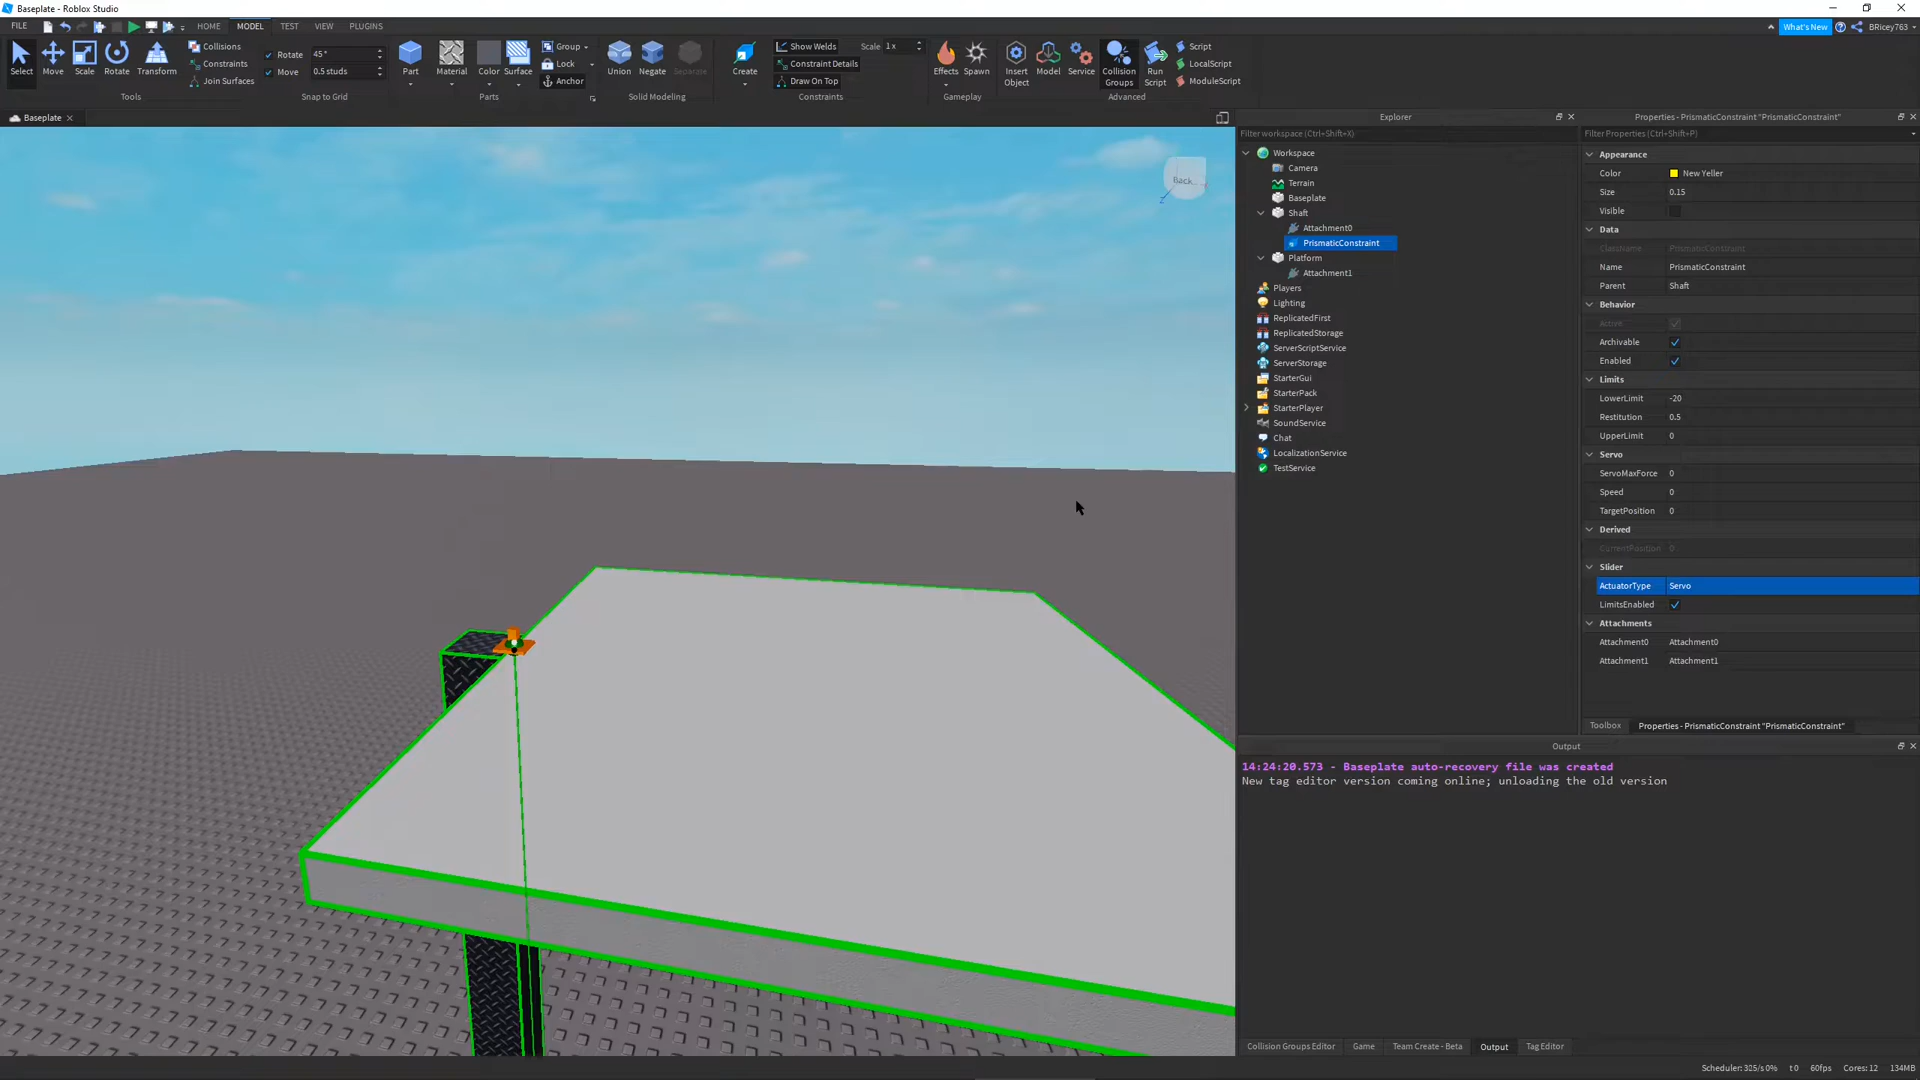 Baseplate - Roblox Studio
FILE HOME MODEL TEST VIEW PLUGINS
What's New BRicey763
Select Move Scale Rotate Transform
Collisions
Constraints
Join Surfaces
Tools
Rotate 45°
Move 0.5 studs
Snap to Grid
Part Material Color Surface
Group
Lock
Anchor
Parts
Union Negate Separate
Solid Modeling
Create
Show Welds Scale 1x
Constraint Details
Draw On Top
Constraints
Effects Spawn
Gameplay
Insert Object Model Service Collision Groups Run Script
Script
LocalScript
ModuleScript
Advanced
Baseplate
Back
Z
Explorer
Filter workspace (Ctrl+Shift+X)
Workspace
Camera
Terrain
Baseplate
Shaft
Attachment0
PrismaticConstraint
Platform
Attachment1
Players
Lighting
ReplicatedFirst
ReplicatedStorage
ServerScriptService
ServerStorage
StarterGui
StarterPack
StarterPlayer
SoundService
Chat
LocalizationService
TestService
Properties - PrismaticConstraint "PrismaticConstraint"
Filter Properties (Ctrl+Shift+P)
Appearance
Color New Yeller
Size 0.15
Visible
Data
ClassName PrismaticConstraint
Name PrismaticConstraint
Parent Shaft
Behavior
Active
Archivable
Enabled
Limits
LowerLimit -20
Restitution 0.5
UpperLimit 0
Servo
ServoMaxForce 0
Speed 0
TargetPosition 0
Derived
CurrentPosition 0
Slider
ActuatorType Servo
LimitsEnabled
Attachments
Attachment0 Attachment0
Attachment1 Attachment1
Toolbox Properties - PrismaticConstraint "PrismaticConstraint"
Output
14:24:20.573 - Baseplate auto-recovery file was created
New tag editor version coming online; unloading the old version
Collision Groups Editor Game Team Create - Beta Output Tag Editor
Scheduler: 325/s 0% t 0 60fps Cores: 12 134MB